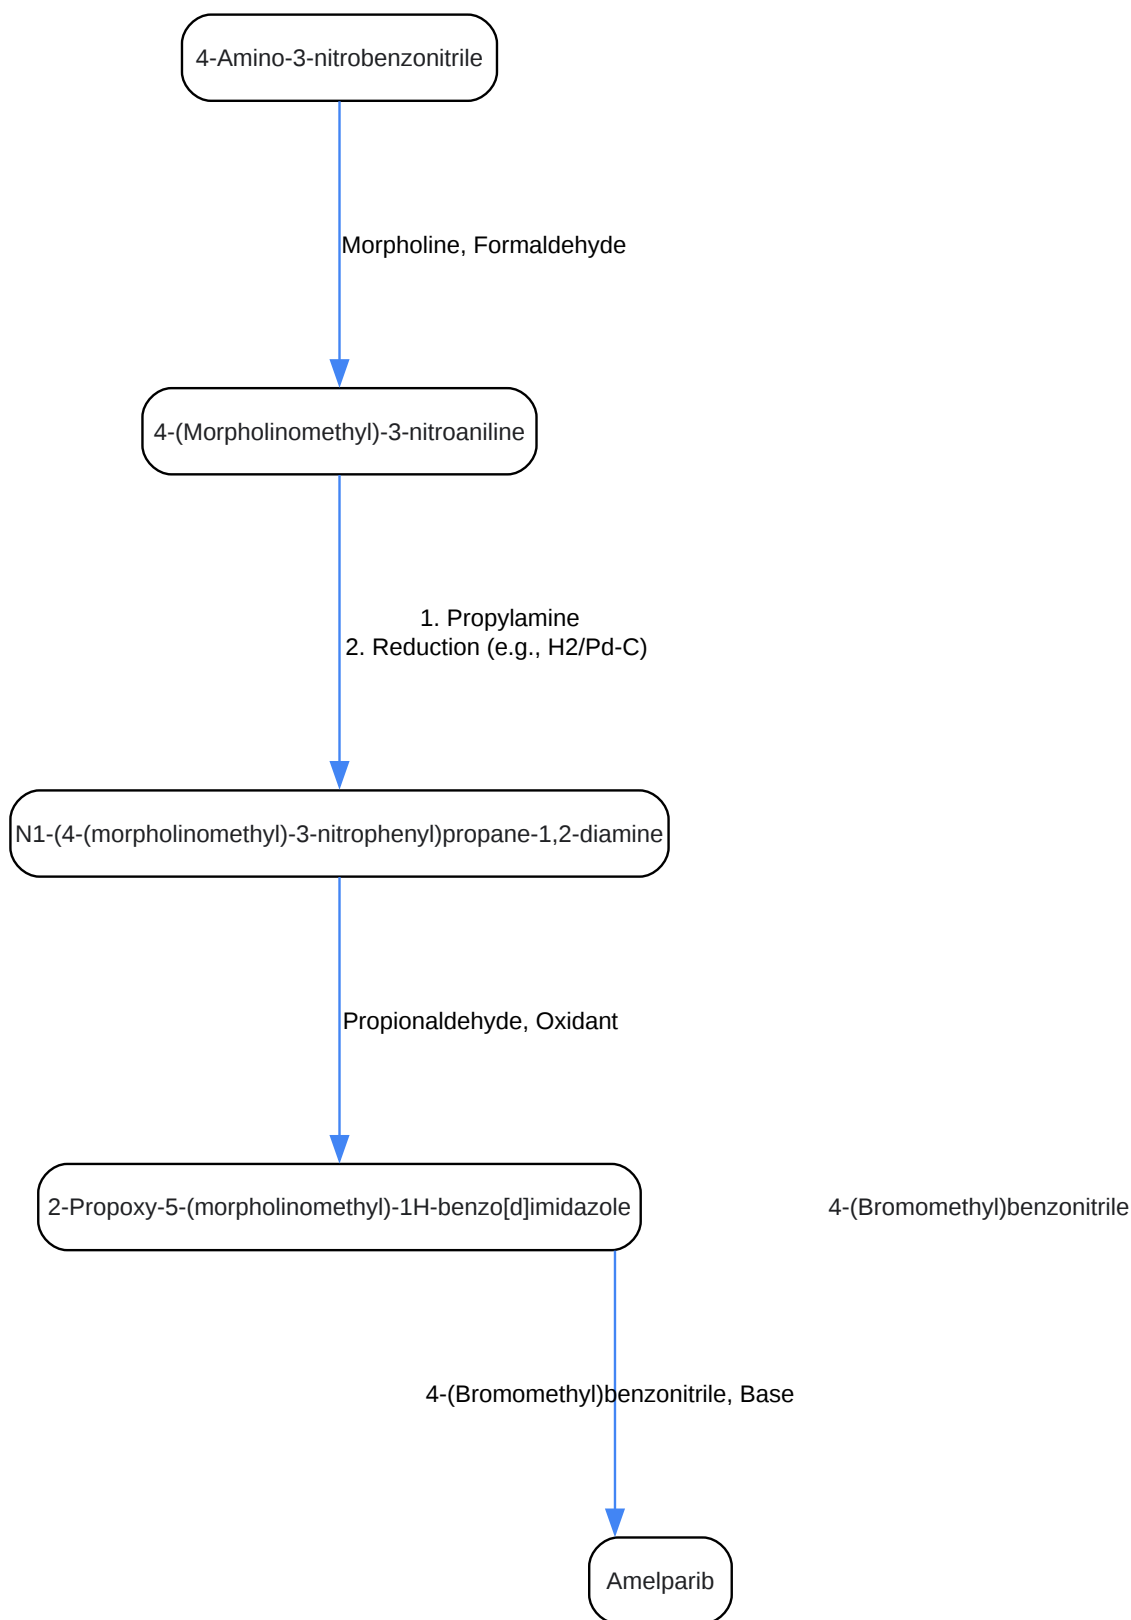 4-Amino-3-nitrobenzonitrile
Morpholine, Formaldehyde
4-(Morpholinomethyl)-3-nitroaniline
1. Propylamine
2. Reduction (e.g., H2/Pd-C)
N1-(4-(morpholinomethyl)-3-nitrophenyl)propane-1,2-diamine
Propionaldehyde, Oxidant
2-Propoxy-5-(morpholinomethyl)-1H-benzo[d]imidazole
4-(Bromomethyl)benzonitrile
4-(Bromomethyl)benzonitrile, Base
Amelparib